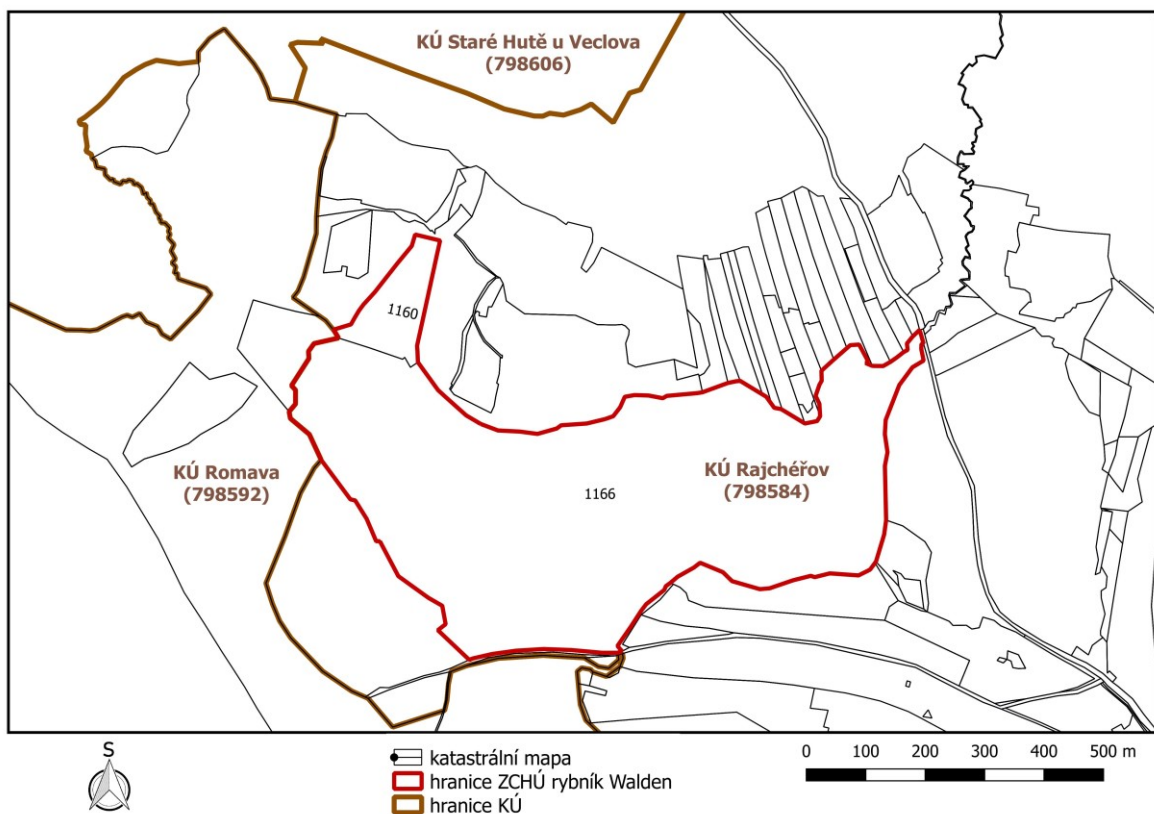 KÚ Staré Hutě u Veclova
(798606)
1160
KÚ Romava
(798592)
KÚ Rajchéřov
(798584)
1166
S
katastrální mapa
hranice ZCHÚ rybník Walden
hranice KÚ
0 100 200 300 400 500 m